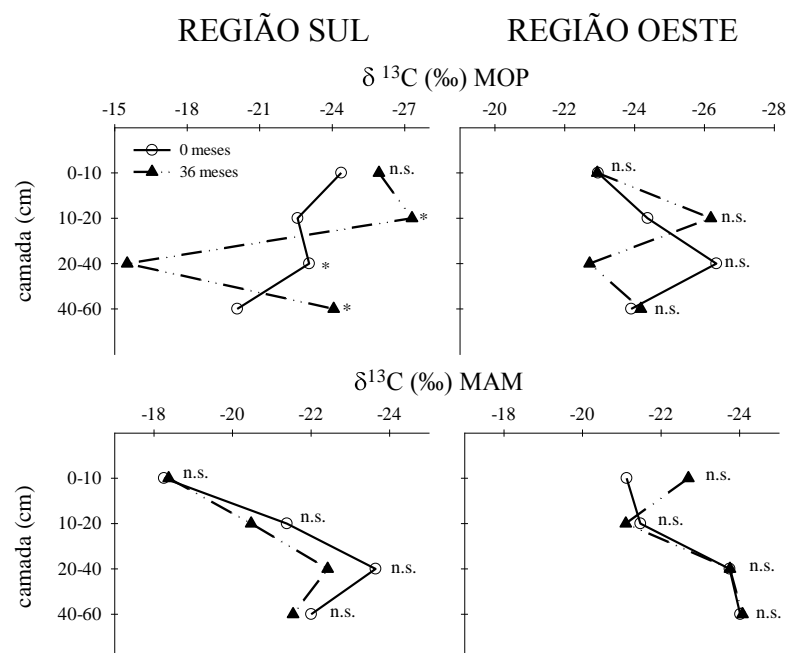 REGIÃO SUL REGIÃO OESTE
δ ¹³C (‰) MOP
-15 -21 -24 -27 -20 -22 -24 -26 -28
0 meses
36 meses
0-10 n.s. n.s.
10-20 * n.s.
20-40 * n.s.
40-60 * n.s.
camada (cm)
δ¹³C (‰) MAM
-18 -20 -22 -24 -18 -20 -22 -24
0-10 n.s. n.s.
10-20 n.s. n.s.
20-40 n.s. n.s.
40-60 n.s. n.s.
camada (cm)